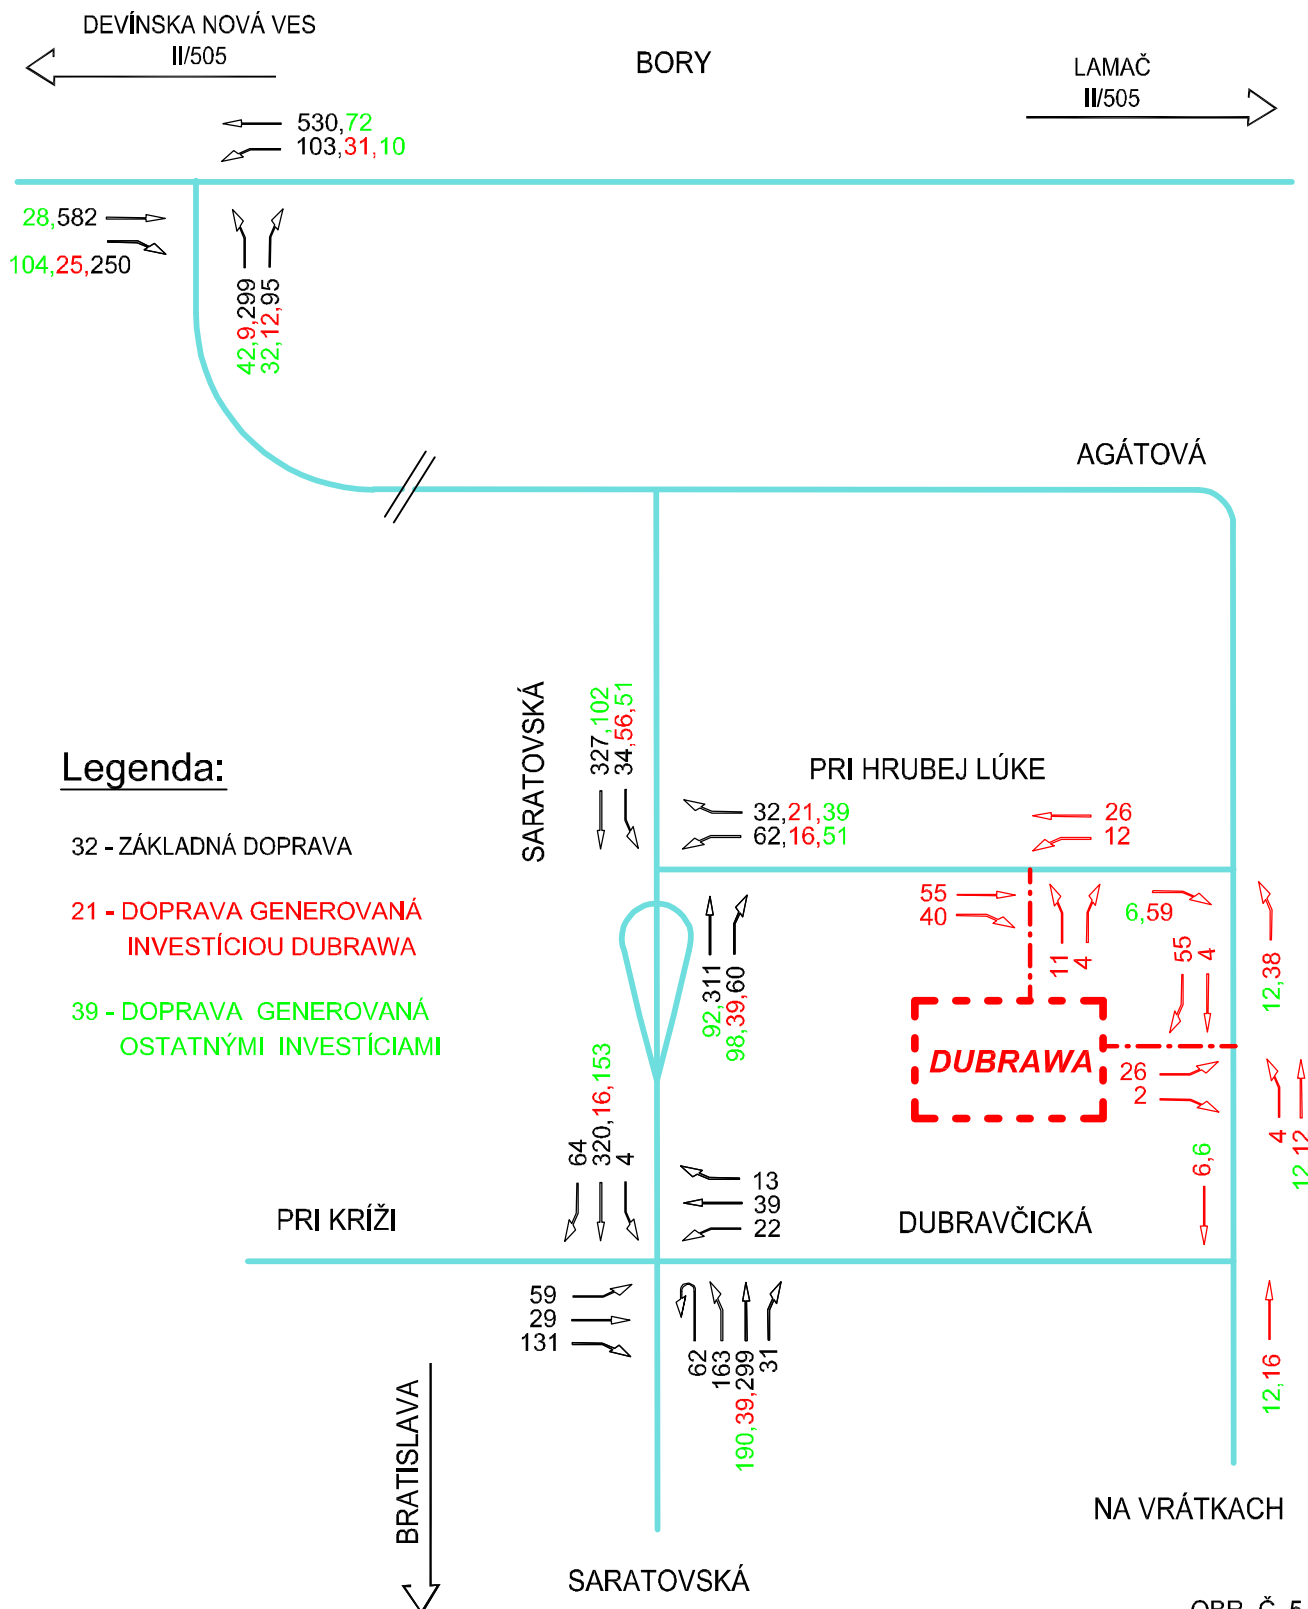 DEVÍNSKA NOVÁ VES
II/505
BORY
LAMAČ
II/505
530,72
103,31,10
28,582
104,25,250
42,9,299
32,12,95
AGÁTOVÁ
SARATOVSKÁ
327,102
34,56,51
PRI HRUBEJ LÚKE
32,21,39
62,16,51
26
12
Legenda:
32 - ZÁKLADNÁ DOPRAVA
21 - DOPRAVA GENEROVANÁ
INVESTÍCIOU DUBRAWA
39 - DOPRAVA GENEROVANÁ
OSTATNÝMI INVESTÍCIAMI
55
40
11
4
6,59
55
4
12,38
92,311
98,39,60
DUBRAWA
26
2
4
12,12
6,6
64
320,16,153
4
13
39
22
PRI KRÍŽI
DUBRAVČICKÁ
59
29
131
62
163
190,39,299
31
12,16
BRATISLAVA
NA VRÁTKACH
SARATOVSKÁ